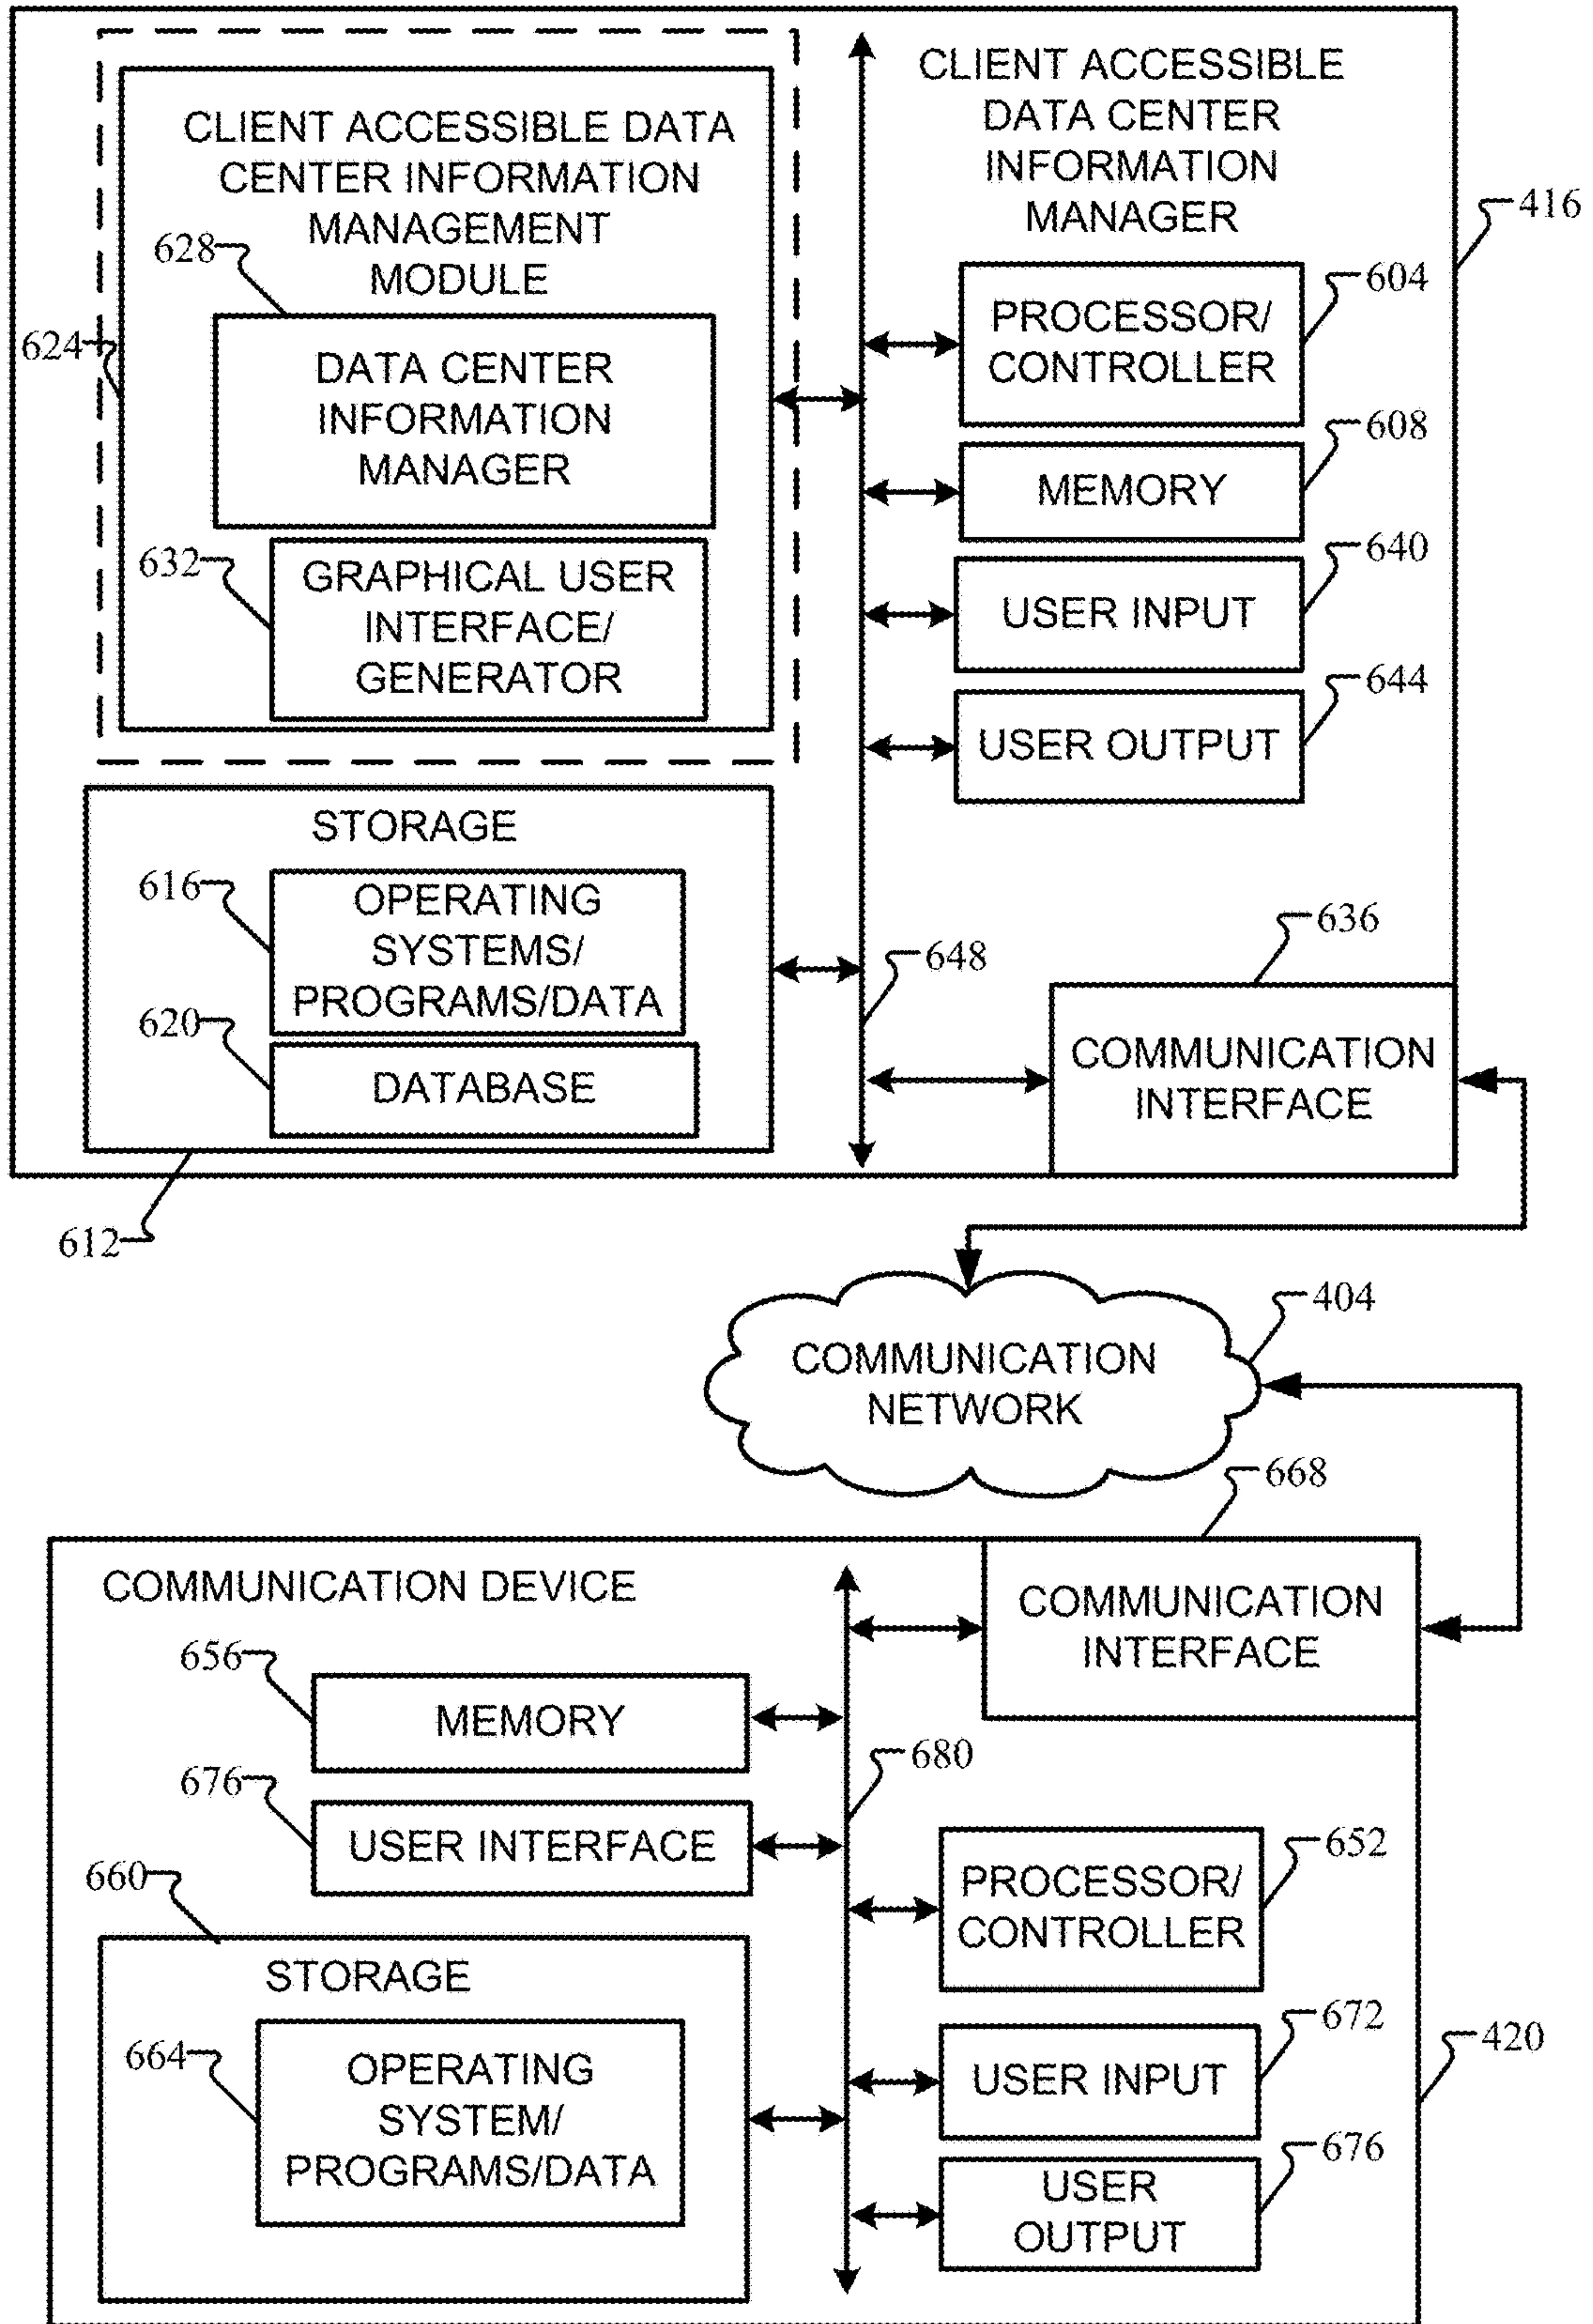 CLIENT ACCESSIBLE DATA
CENTER INFORMATION
MANAGEMENT
MODULE
628
624
DATA CENTER
INFORMATION
MANAGER
632
GRAPHICAL USER
INTERFACE/
GENERATOR
CLIENT ACCESSIBLE
DATA CENTER
INFORMATION
MANAGER
416
PROCESSOR/
CONTROLLER
604
MEMORY
608
USER INPUT
640
USER OUTPUT
644
STORAGE
616
OPERATING
SYSTEMS/
PROGRAMS/DATA
620
DATABASE
612
648
636
COMMUNICATION
INTERFACE
COMMUNICATION
NETWORK
404
668
COMMUNICATION DEVICE
COMMUNICATION
INTERFACE
656
MEMORY
676
USER INTERFACE
680
660
STORAGE
664
OPERATING
SYSTEM/
PROGRAMS/DATA
PROCESSOR/
CONTROLLER
652
USER INPUT
672
420
USER
OUTPUT
676